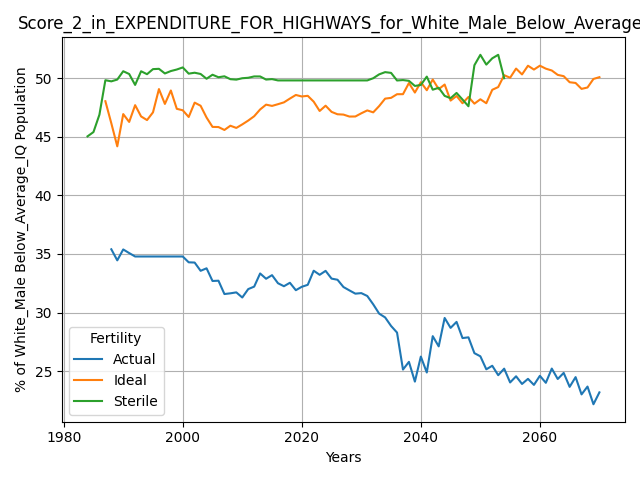 Score_2_in_EXPENDITURE_FOR_HIGHWAYS_for_White_Male_Below_Average
% of White_Male Below_Average_IQ Population
50
45
40
35
30
25
Fertility
Actual
Ideal
Sterile
1980
2000
2020
2040
2060
Years